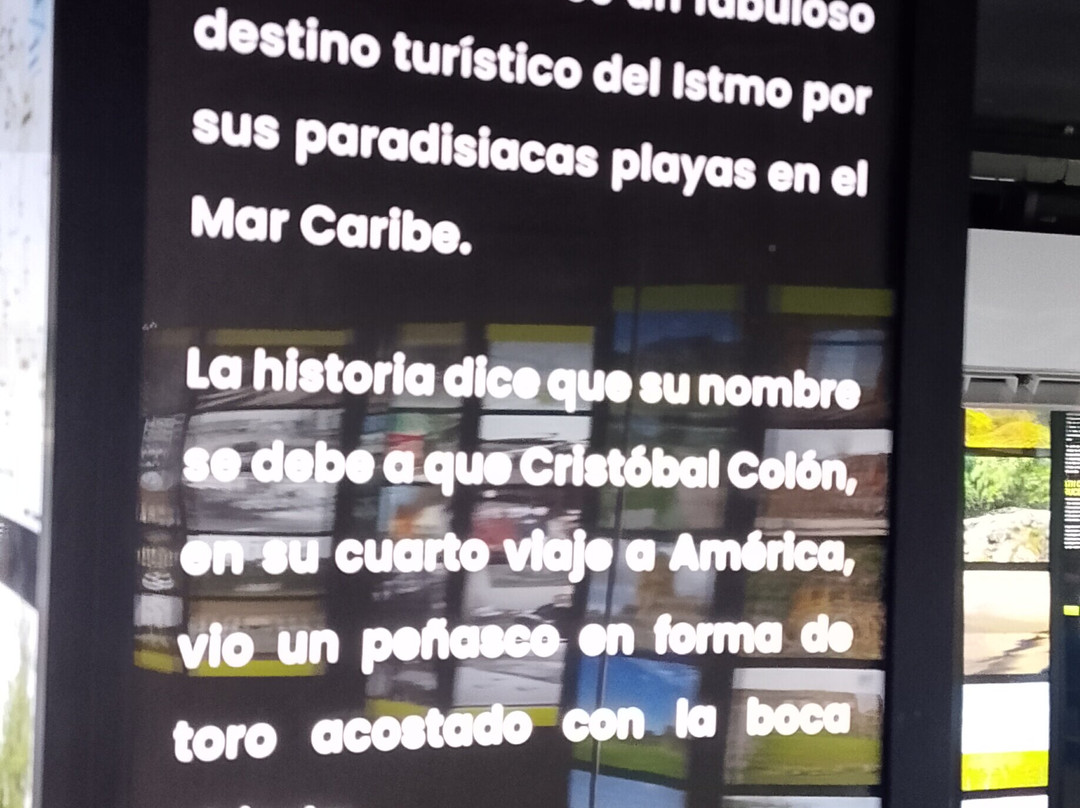 un fabuloso
destino turístico del Istmo por
sus paradisiacas playas en el
Mar Caribe.
La historia dice que su nombre
se debe a que Cristóbal Colón,
en su cuarto viaje a América,
vio un peñasco en forma de
toro acostado con la boca